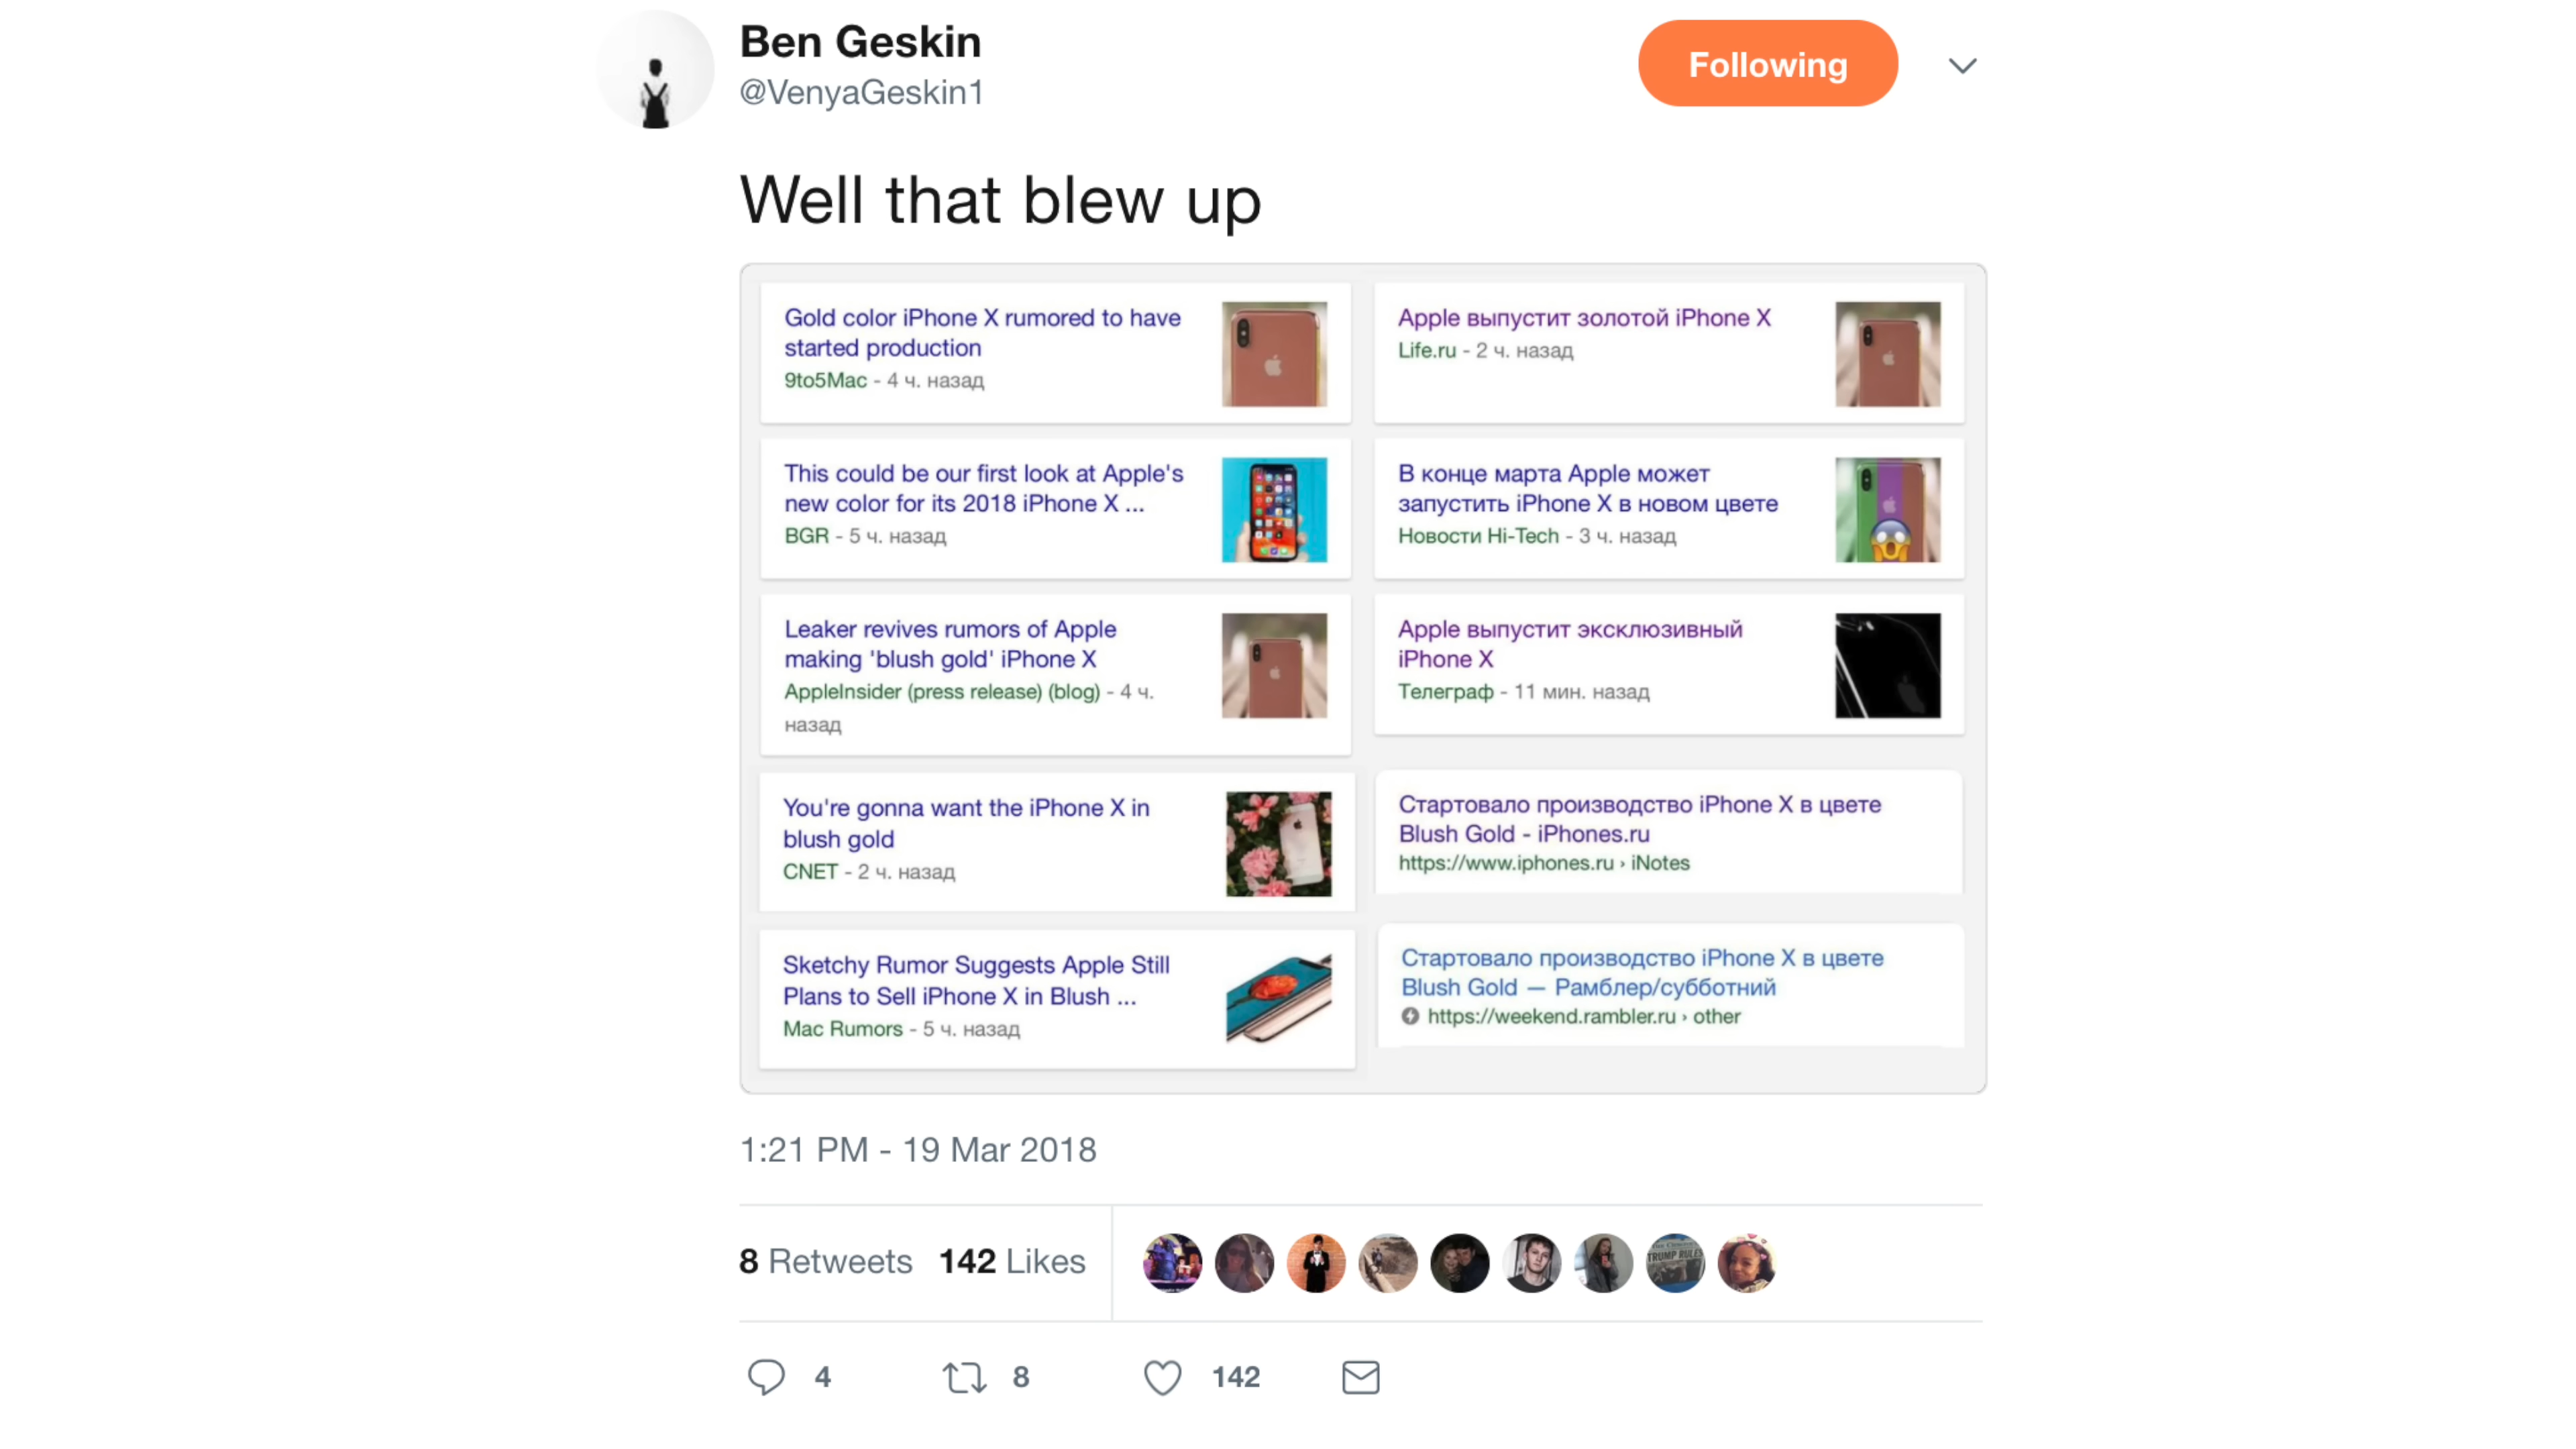 Ben Geskin
@VenyaGeskin1
Following
Well that blew up
Gold color iPhone X rumored to have
started production
9to5Mac - 4 ч. назад
This could be our first look at Apple's
new color for its 2018 iPhone X ...
BGR - 5 ч. назад
Leaker revives rumors of Apple
making 'blush gold' iPhone X
AppleInsider (press release) (blog) - 4 ч.
назад
You're gonna want the iPhone X in
blush gold
CNET - 2 ч. назад
Sketchy Rumor Suggests Apple Still
Plans to Sell iPhone X in Blush ...
Mac Rumors - 5 ч. назад
Apple выпустит золотой iPhone X
Life.ru - 2 ч. назад
В конце марта Apple может
запустить iPhone X в новом цвете
Новости Hi-Tech - 3 ч. назад
Apple выпустит эксклюзивный
iPhone X
Телеграф - 11 мин. назад
Стартовало производство iPhone X в цвете
Blush Gold - iPhones.ru
https://www.iphones.ru › iNotes
Стартовало производство iPhone X в цвете
Blush Gold — Рамблер/субботний
https://weekend.rambler.ru › other
1:21 PM - 19 Mar 2018
8 Retweets 142 Likes
TRUMP RULES
4 8 142